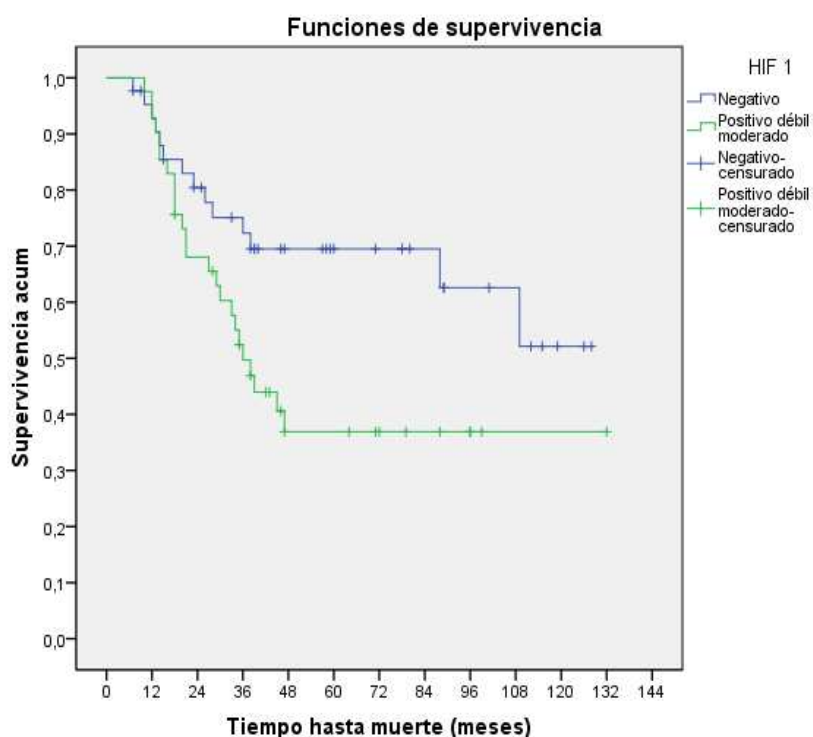 Funciones de supervivencia
HIF 1
Negativo
Positivo débil
moderado
Negativo-
censurado
Positivo débil
moderado-
censurado
Supervivencia acum
1,0
0,9
0,8
0,7
0,6
0,5
0,4
0,3
0,2
0,1
0,0
0 12 24 36 48 60 72 84 96 108 120 132 144
Tiempo hasta muerte (meses)